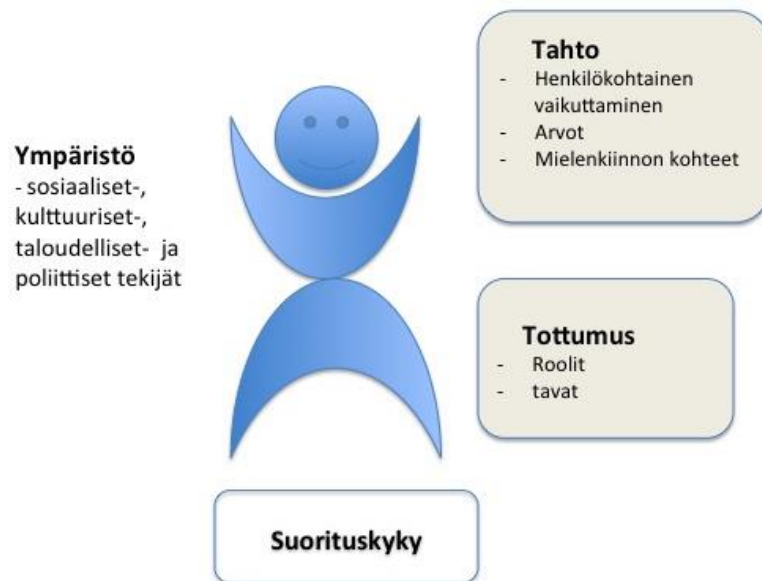 Ympäristö
- sosiaaliset-,
kulttuuriset-,
taloudelliset- ja
poliittiset tekijät
Tahto
- Henkilökohtainen
vaikuttaminen
- Arvot
- Mielenkiinnon kohteet
Tottumus
- Roolit
- tavat
Suorituskyky